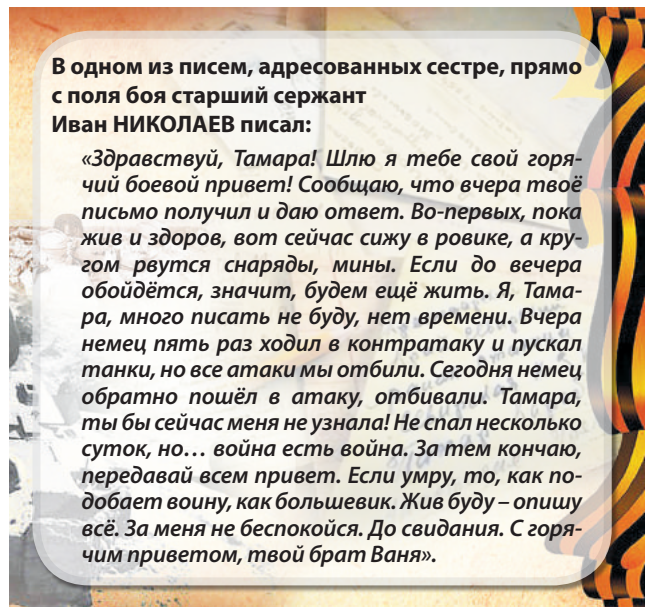 В одном из писем, адресованных сестре, прямо
с поля боя старший сержант
Иван НИКОЛАЕВ писал:
«Здравствуй, Тамара! Шлю я тебе свой горя-
чий боевой привет! Сообщаю, что вчера твоё
письмо получил и даю ответ. Во-первых, пока
жив и здоров, вот сейчас сижу в ровике, а кру-
гом рвутся снаряды, мины. Если до вечера
обойдётся, значит, будем ещё жить. Я, Тама-
ра, много писать не буду, нет времени. Вчера
немец пять раз ходил в контратаку и пускал
танки, но все атаки мы отбили. Сегодня немец
обратно пошёл в атаку, отбивали. Тамара,
ты бы сейчас меня не узнала! Не спал несколько
суток, но… война есть война. За тем кончаю,
передавай всем привет. Если умру, то, как по-
добает воину, как большевик. Жив буду – опишу
всё. За меня не беспокойся. До свидания. С горя-
чим приветом, твой брат Ваня».